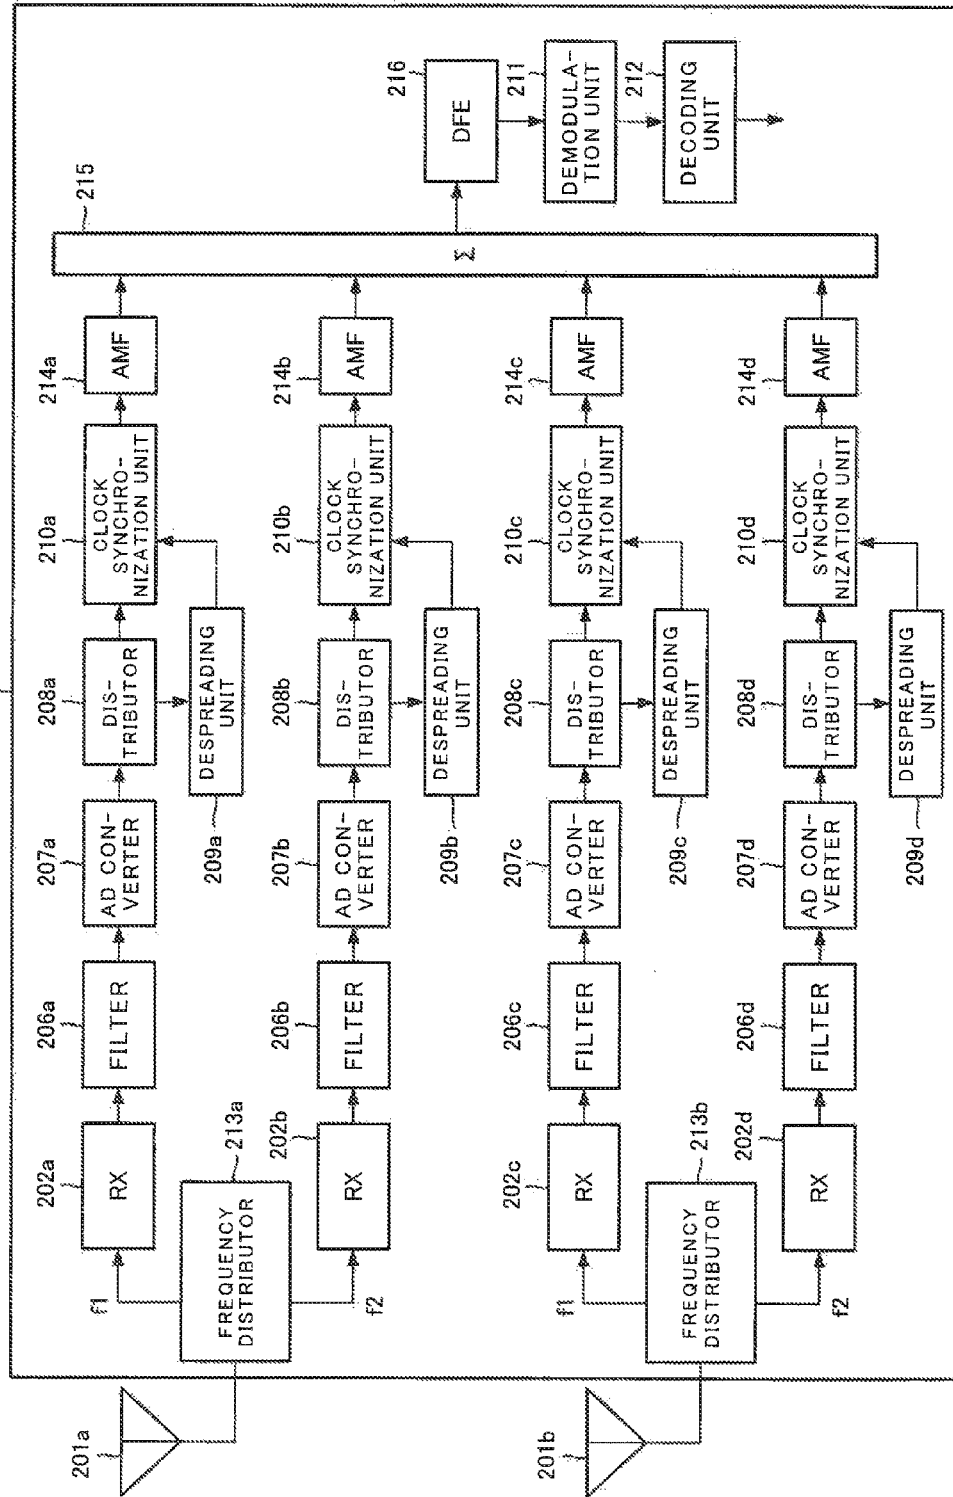 201a
f1
FREQUENCY
DISTRIBUTOR
213a
f2
202a
RX
206a
FILTER
207a
AD CON-
VERTER
208a
DIS-
TRIBUTOR
209a
DESPREADING
UNIT
210a
CLOCK
SYNCHRO-
NIZATION UNIT
214a
AMF
202b
RX
206b
FILTER
207b
AD CON-
VERTER
208b
DIS-
TRIBUTOR
209b
DESPREADING
UNIT
210b
CLOCK
SYNCHRO-
NIZATION UNIT
214b
AMF
201b
f1
FREQUENCY
DISTRIBUTOR
213b
f2
202c
RX
206c
FILTER
207c
AD CON-
VERTER
208c
DIS-
TRIBUTOR
209c
DESPREADING
UNIT
210c
CLOCK
SYNCHRO-
NIZATION UNIT
214c
AMF
202d
RX
206d
FILTER
207d
AD CON-
VERTER
208d
DIS-
TRIBUTOR
209d
DESPREADING
UNIT
210d
CLOCK
SYNCHRO-
NIZATION UNIT
214d
AMF
215
Σ
216
DFE
211
DEMODULA-
TION UNIT
212
DECODING
UNIT